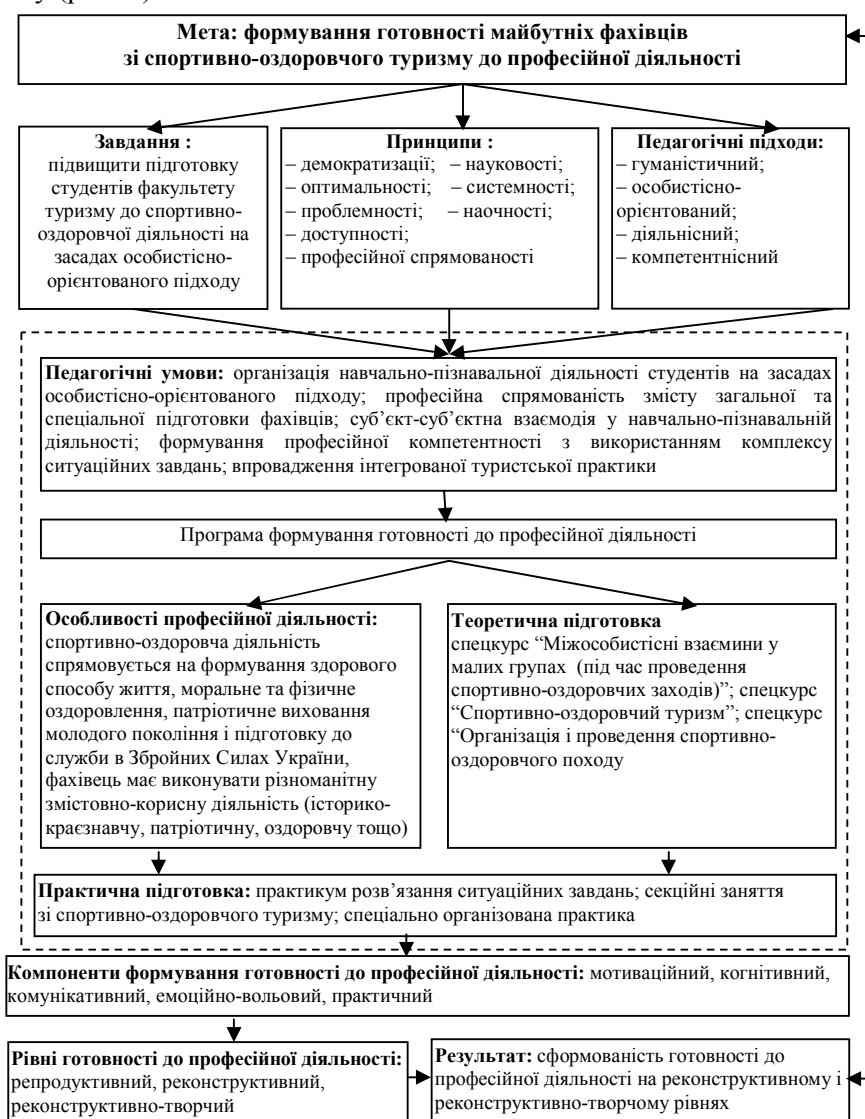 Мета: формування готовності майбутніх фахівців
зі спортивно-оздоровчого туризму до професійної діяльності
Завдання :
підвищити підготовку
студентів факультету
туризму до спортивно-
оздоровчої діяльності на
засадах особистісно-
орієнтованого підходу
Принципи :
– демократизації; – науковості;
– оптимальності; – системності;
– проблемності; – наочності;
– доступності;
– професійної спрямованості
Педагогічні підходи:
– гуманістичний;
– особистісно-
орієнтований;
– діяльнісний;
– компетентнісний
Педагогічні умови: організація навчально-пізнавальної діяльності студентів на засадах
особистісно-орієнтованого підходу; професійна спрямованість змісту загальної та
спеціальної підготовки фахівців; суб’єкт-суб’єктна взаємодія у навчально-пізнавальній
діяльності; формування професійної компетентності з використанням комплексу
ситуаційних завдань; впровадження інтегрованої туристської практики
Програма формування готовності до професійної діяльності
Особливості професійної діяльності:
спортивно-оздоровча діяльність
спрямовується на формування здорового
способу життя, моральне та фізичне
оздоровлення, патріотичне виховання
молодого покоління і підготовку до
служби в Збройних Силах України,
фахівець має виконувати різноманітну
змістовно-корисну діяльність (історико-
краєзнавчу, патріотичну, оздоровчу тощо)
Теоретична підготовка
спецкурс “Міжособистісні взаємини у
малих групах (під час проведення
спортивно-оздоровчих заходів)”; спецкурс
“Спортивно-оздоровчий туризм”; спецкурс
“Організація і проведення спортивно-
оздоровчого походу
Практична підготовка: практикум розв’язання ситуаційних завдань; секційні заняття
зі спортивно-оздоровчого туризму; спеціально організована практика
Компоненти формування готовності до професійної діяльності: мотиваційний, когнітивний,
комунікативний, емоційно-вольовий, практичний
Рівні готовності до професійної діяльності:
репродуктивний, реконструктивний,
реконструктивно-творчий
Результат: сформованість готовності до
професійної діяльності на реконструктивному і
реконструктивно-творчому рівнях